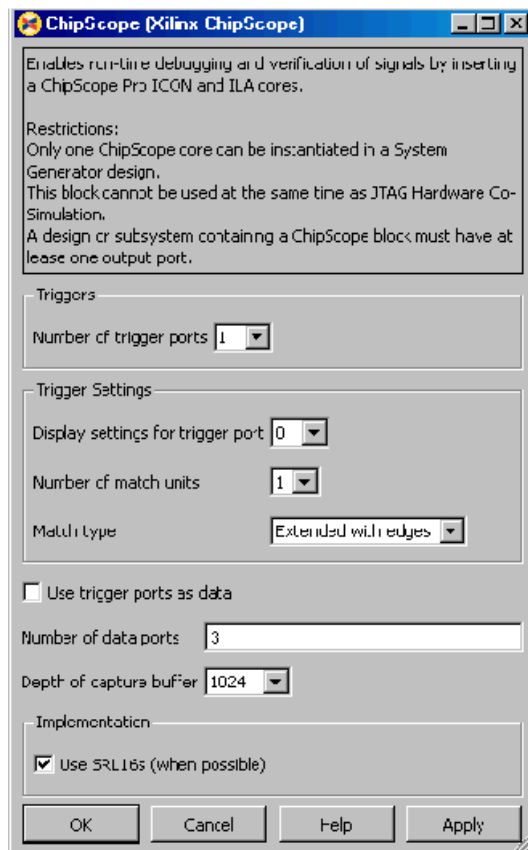 ChipScope (Xilinx ChipScope)
Enables run-time debugging and verification of signals by inserting
a ChipScope Pro ICON and ILA cores.
Restrictions:
Only one ChipScope core can be instantiated in a System
Generator design.
This block cannot be used at the same time as JTAG Hardware Co-
Simulation.
A design or subsystem containing a ChipScope block must have at
lease one output port.
Triggers
Number of trigger ports 1
Trigger Settings
Display settings for trigger port 0
Number of match units 1
Match type Extended with edges
Use trigger ports as data
Number of data ports 3
Depth of capture buffer 1024
Implementation
Use SRL16s (when possible)
OK Cancel Help Apply